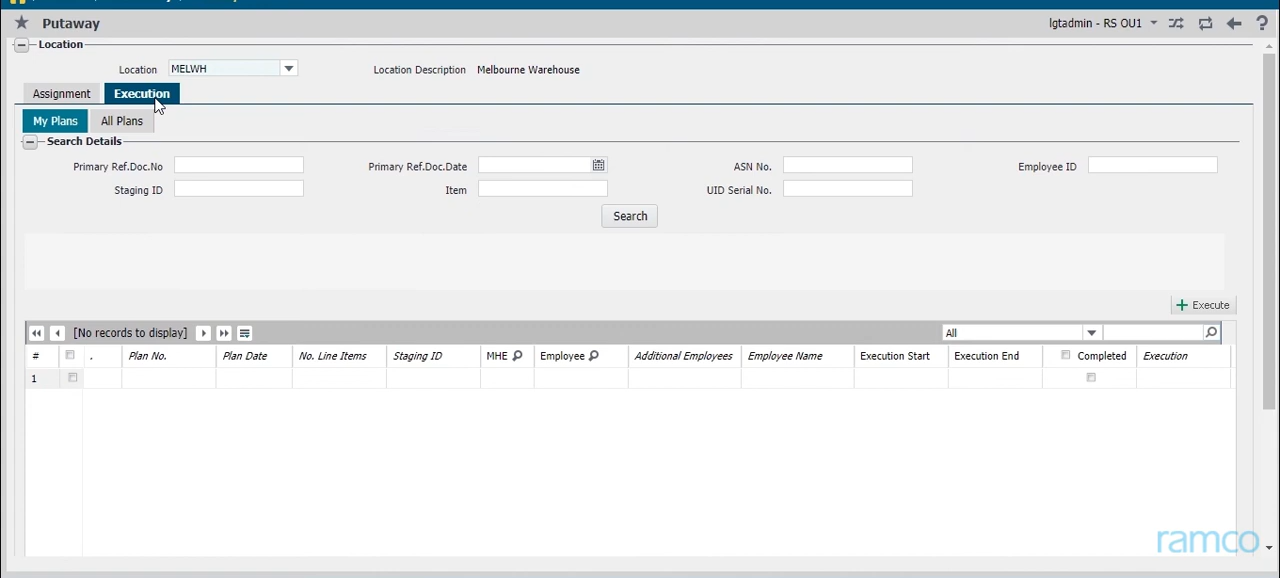 Putaway
lgtadmin - RS OU1
Location
Location MELWH Location Description Melbourne Warehouse
Assignment Execution
My Plans All Plans
Search Details
Primary Ref.Doc.No Primary Ref.Doc.Date ASN No. Employee ID
Staging ID Item UID Serial No.
Search
Execute
[No records to display] All
# . Plan No. Plan Date No. Line Items Staging ID MHE Employee Additional Employees Employee Name Execution Start Execution End Completed Execution
1
ramco